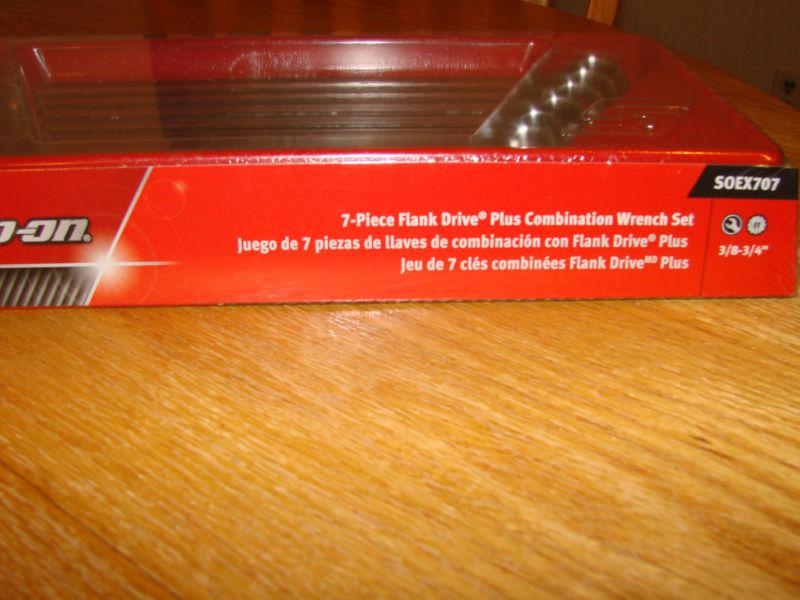 SOEX707
p-on®
7-Piece Flank Drive® Plus Combination Wrench Set
Juego de 7 piezas de llaves de combinación con Flank Drive® Plus
Jeu de 7 clés combinées Flank Driveᴹᴰ Plus
3/8-3/4"